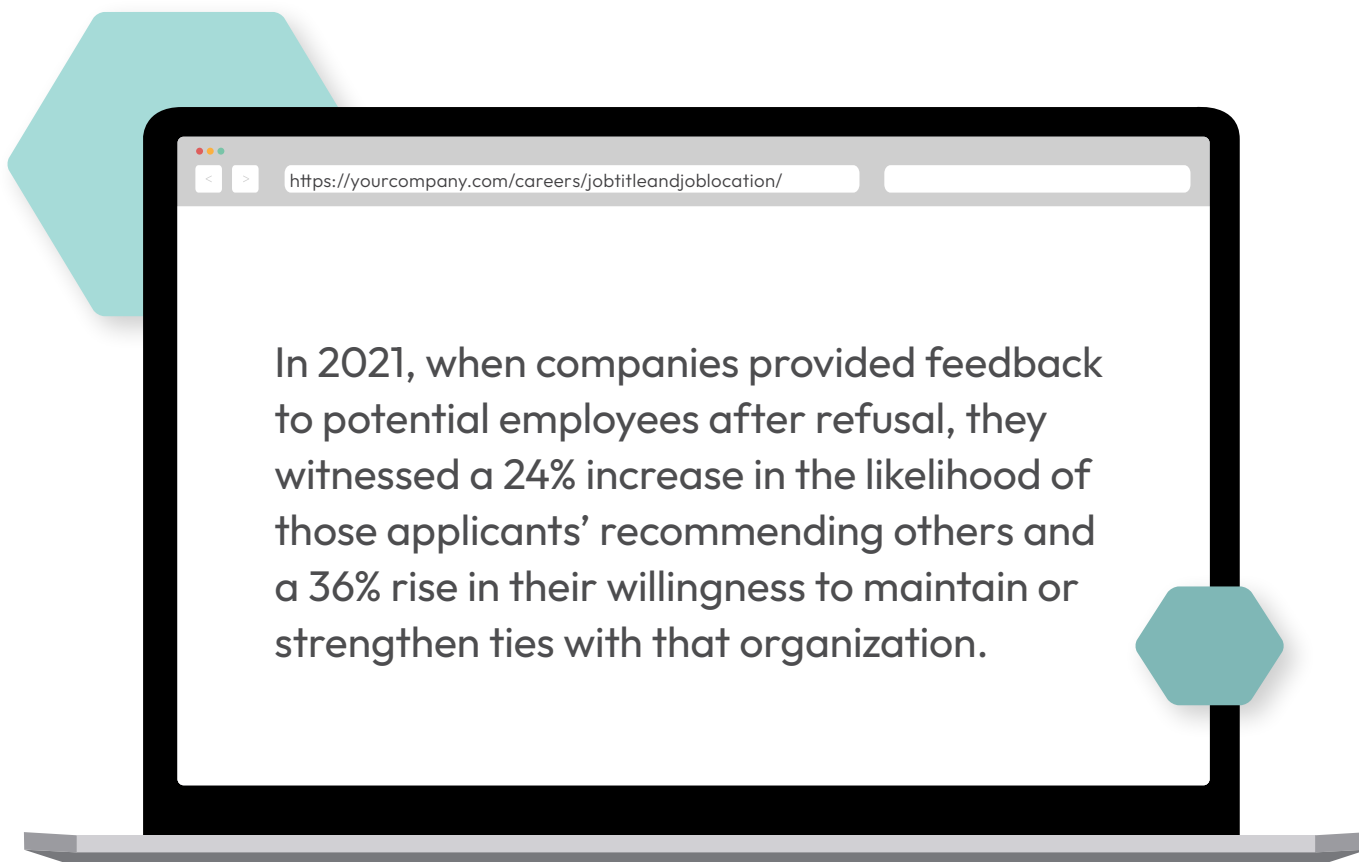 < >
https://yourcompany.com/careers/jobtitleandjoblocation/
In 2021, when companies provided feedback
to potential employees after refusal, they
witnessed a 24% increase in the likelihood of
those applicants’ recommending others and
a 36% rise in their willingness to maintain or
strengthen ties with that organization.